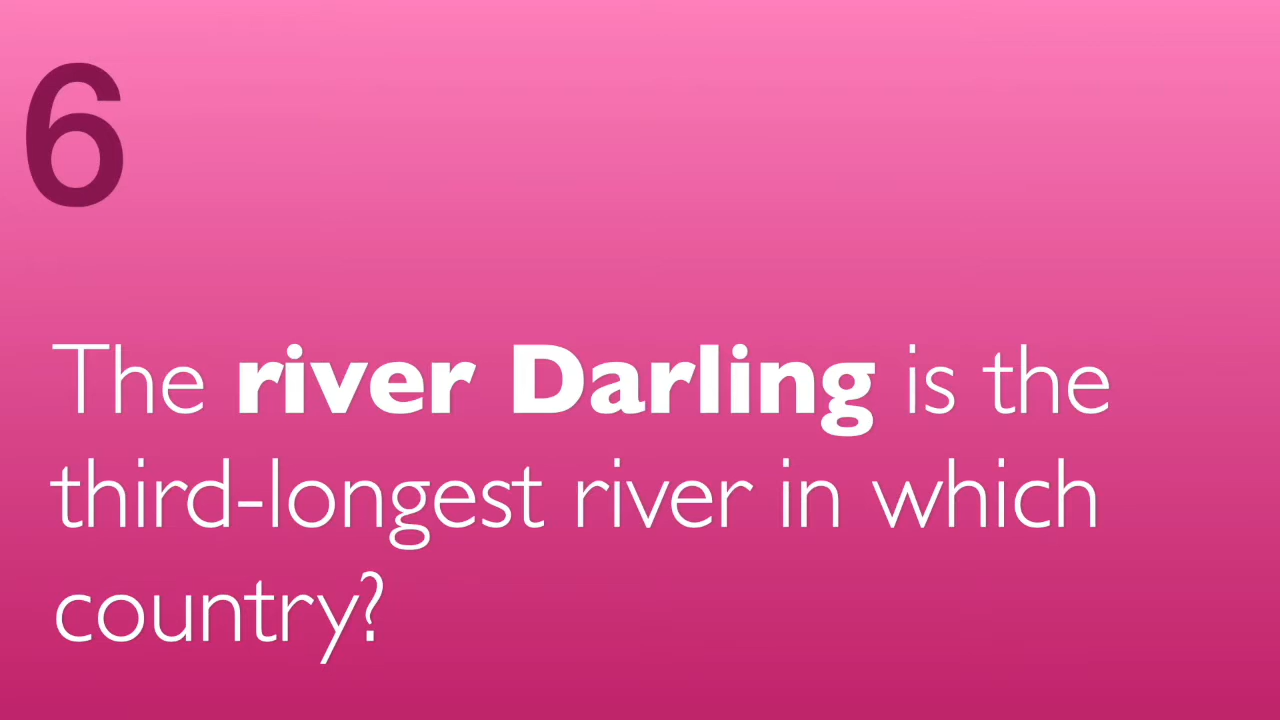 6
The river Darling is the
third-longest river in which
country?